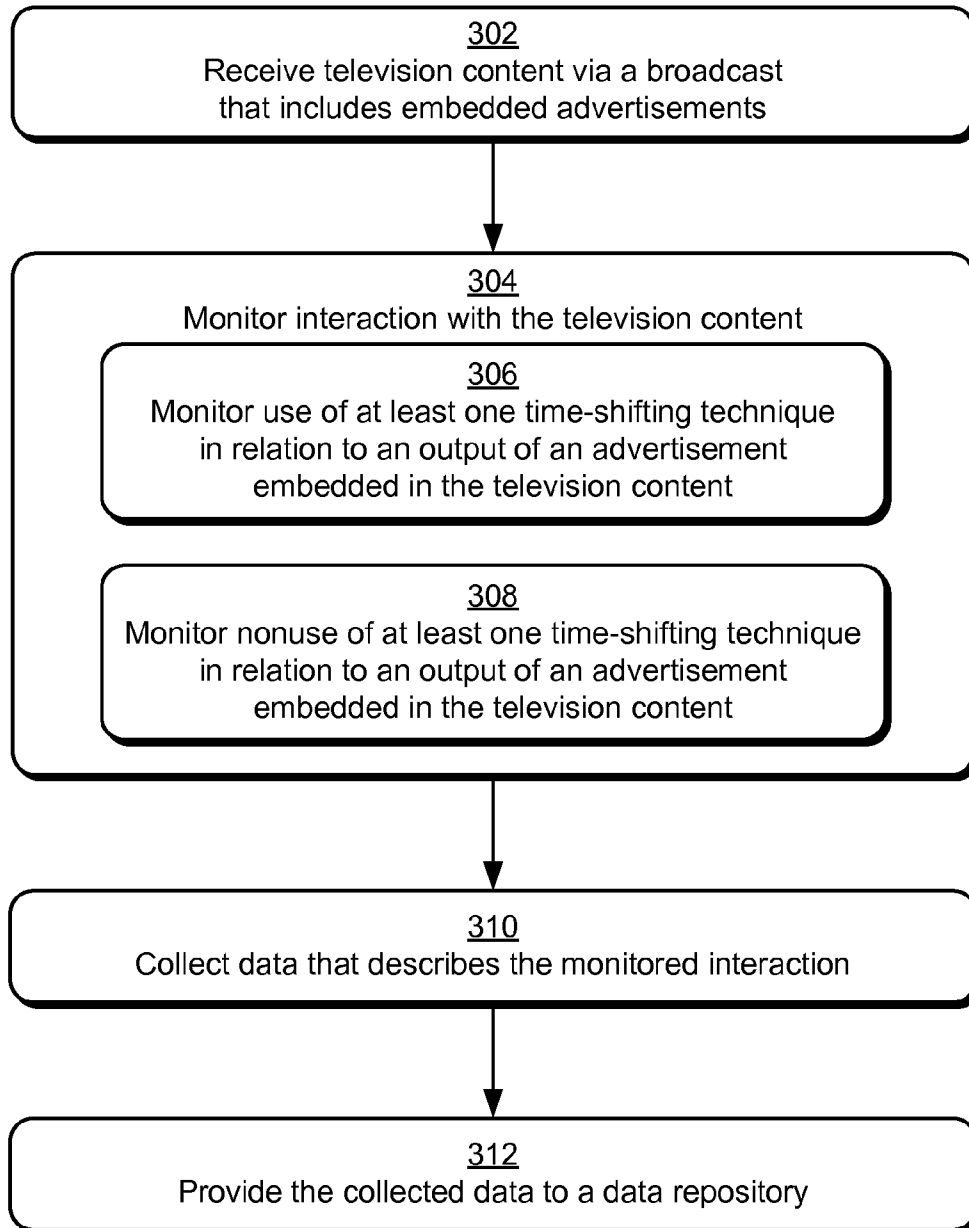 302
Receive television content via a broadcast
that includes embedded advertisements
304
Monitor interaction with the television content
306
Monitor use of at least one time-shifting technique
in relation to an output of an advertisement
embedded in the television content
308
Monitor nonuse of at least one time-shifting technique
in relation to an output of an advertisement
embedded in the television content
310
Collect data that describes the monitored interaction
312
Provide the collected data to a data repository